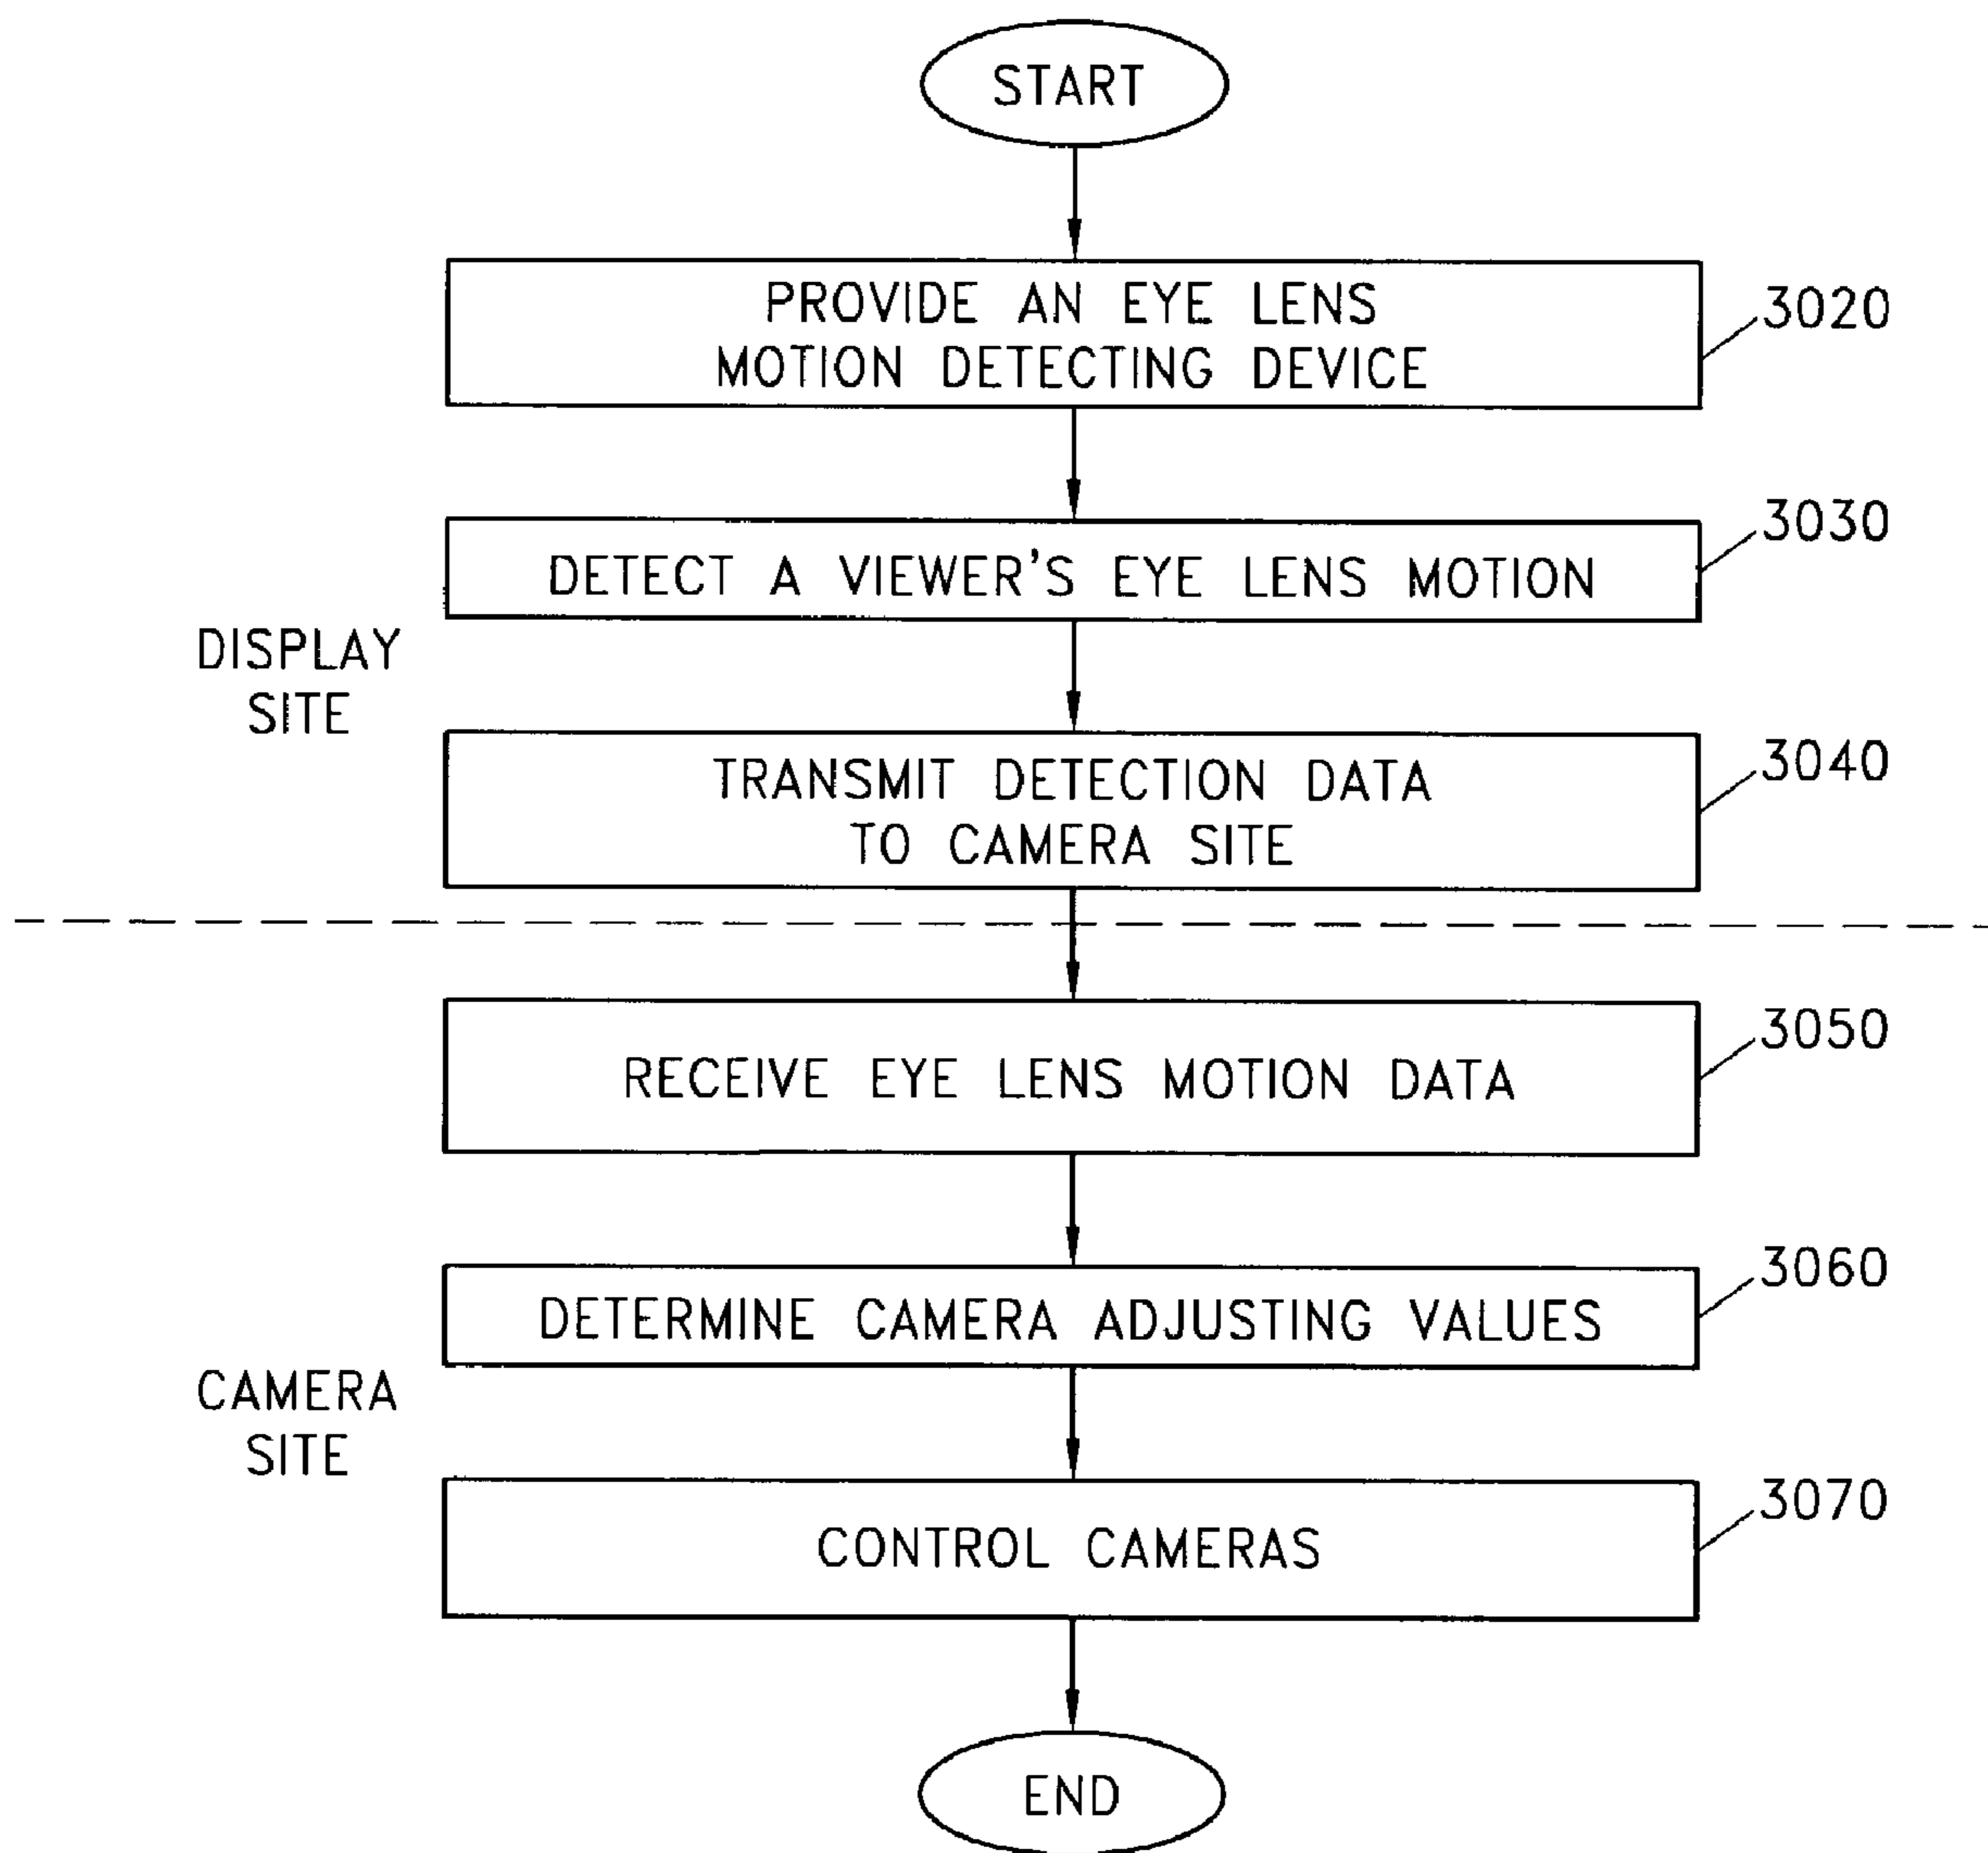 START
PROVIDE AN EYE LENS
MOTION DETECTING DEVICE
3020
DETECT A VIEWER'S EYE LENS MOTION
3030
DISPLAY
SITE
TRANSMIT DETECTION DATA
TO CAMERA SITE
3040
RECEIVE EYE LENS MOTION DATA
3050
DETERMINE CAMERA ADJUSTING VALUES
3060
CAMERA
SITE
CONTROL CAMERAS
3070
END